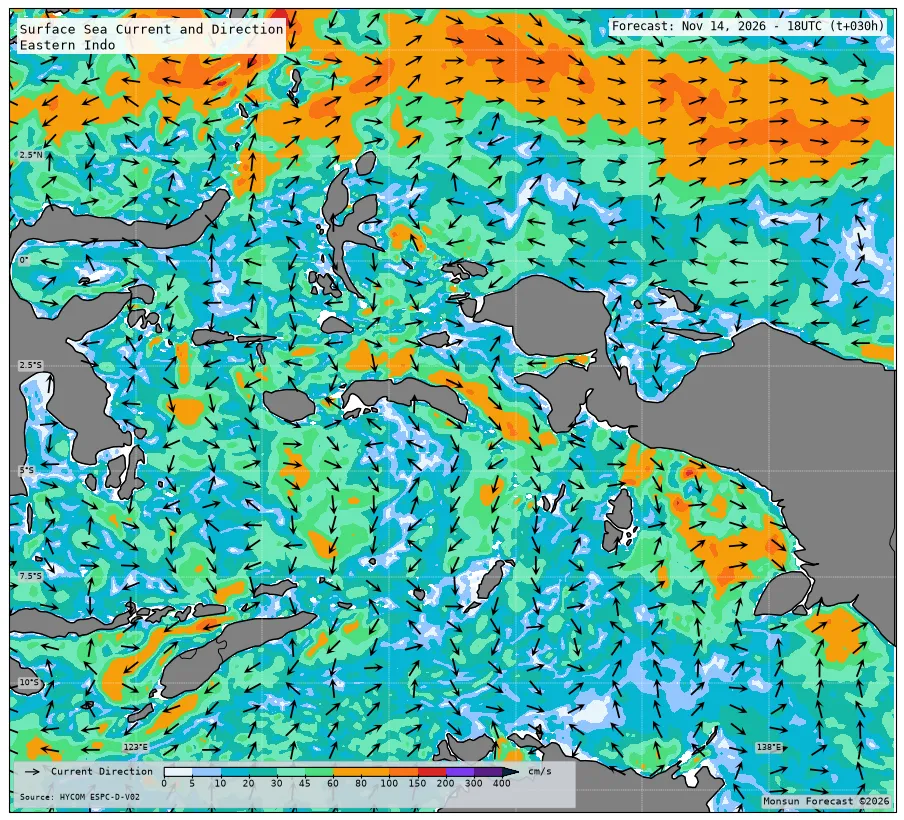 Surface Sea Current and Direction
Eastern Indo
Forecast: Nov 14, 2026 - 18UTC (t+030h)
2.5°N
0°
2.5°S
5°S
7.5°S
10°S
123°E
138°E
Current Direction
0 5 10 20 30 45 60 80 100 150 200 300 400
cm/s
Source: HYCOM ESPC-D-V02
Monsun Forecast ©2026